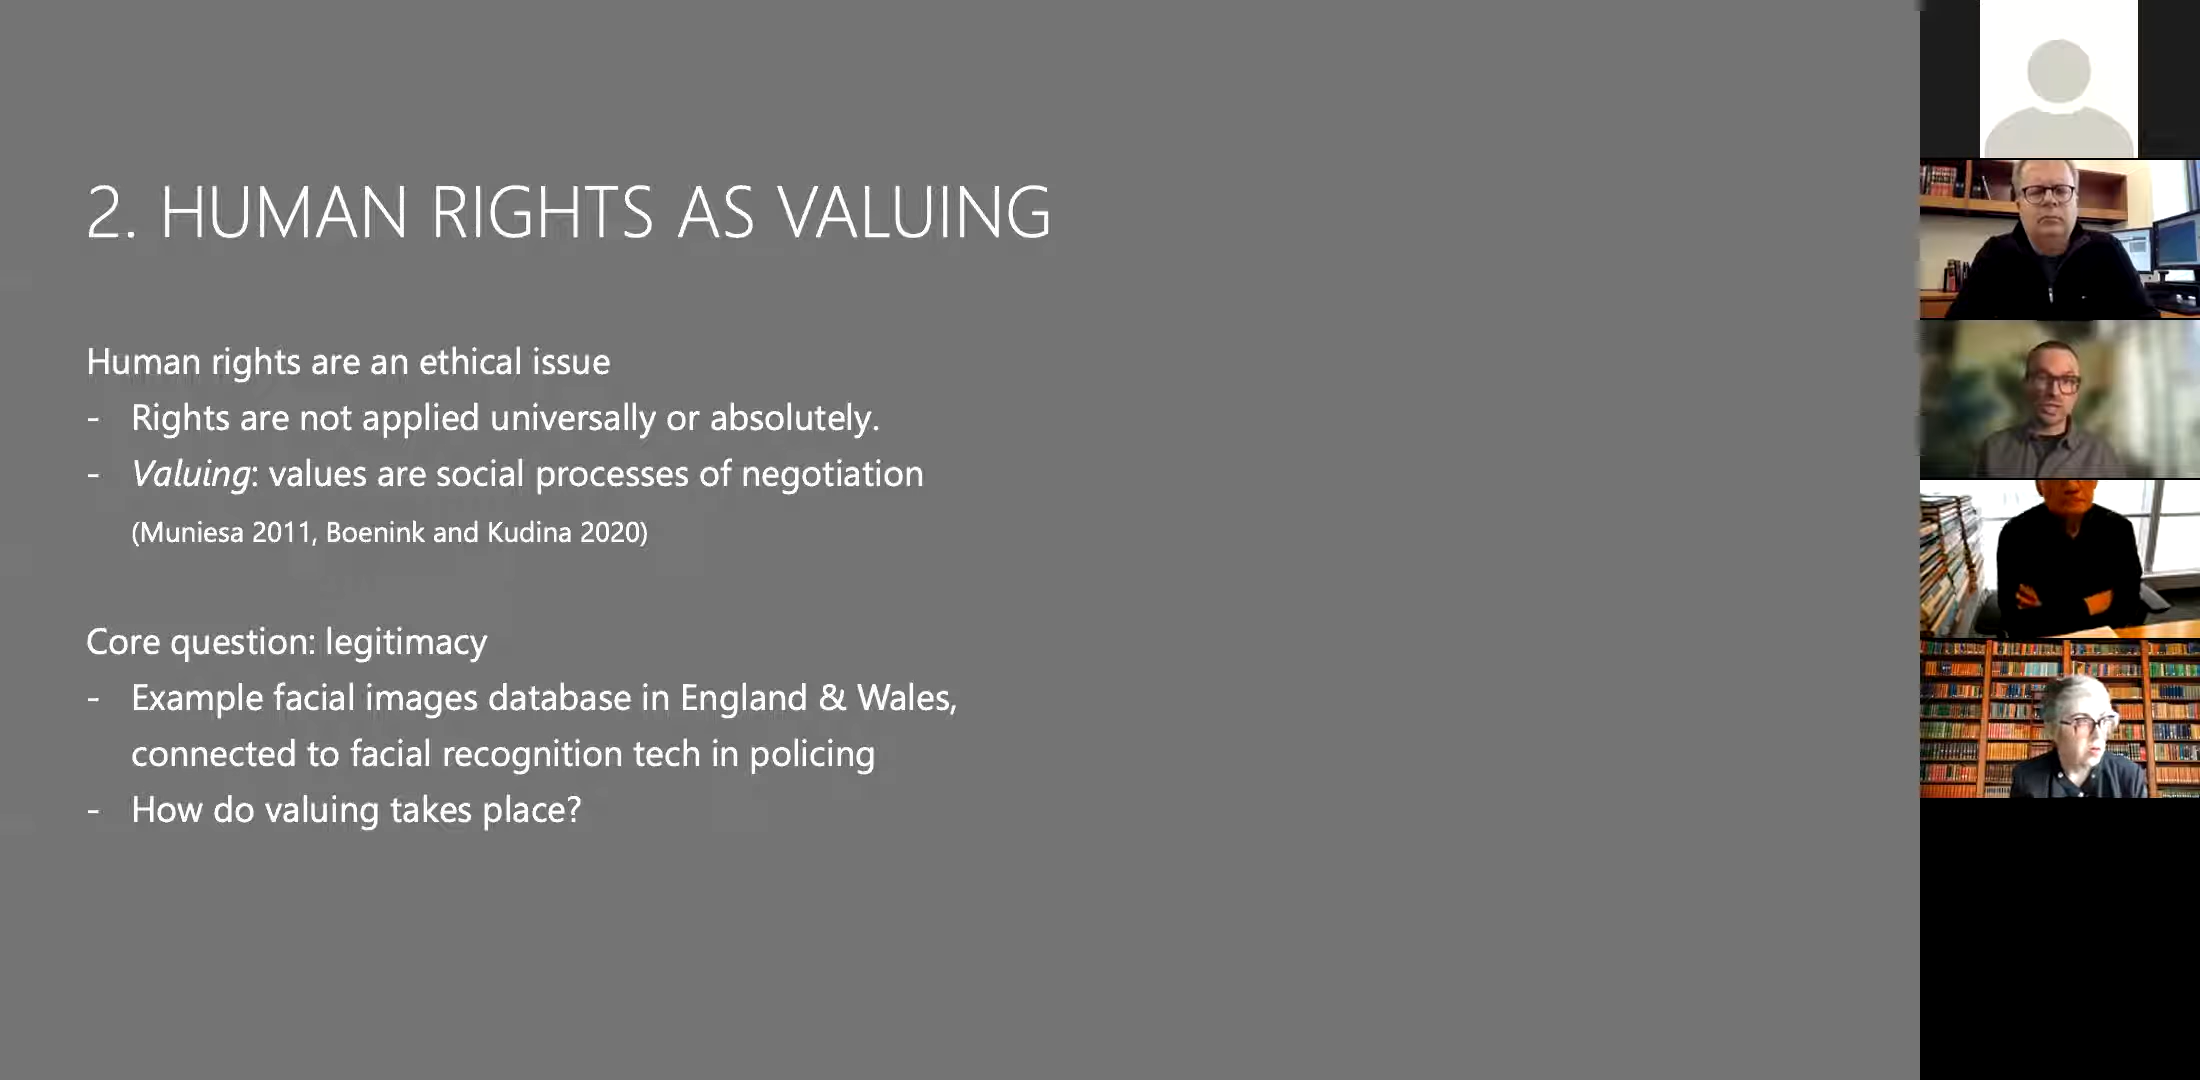 2. HUMAN RIGHTS AS VALUING
Human rights are an ethical issue
- Rights are not applied universally or absolutely.
- Valuing: values are social processes of negotiation
(Muniesa 2011, Boenink and Kudina 2020)
Core question: legitimacy
- Example facial images database in England & Wales,
connected to facial recognition tech in policing
- How do valuing takes place?